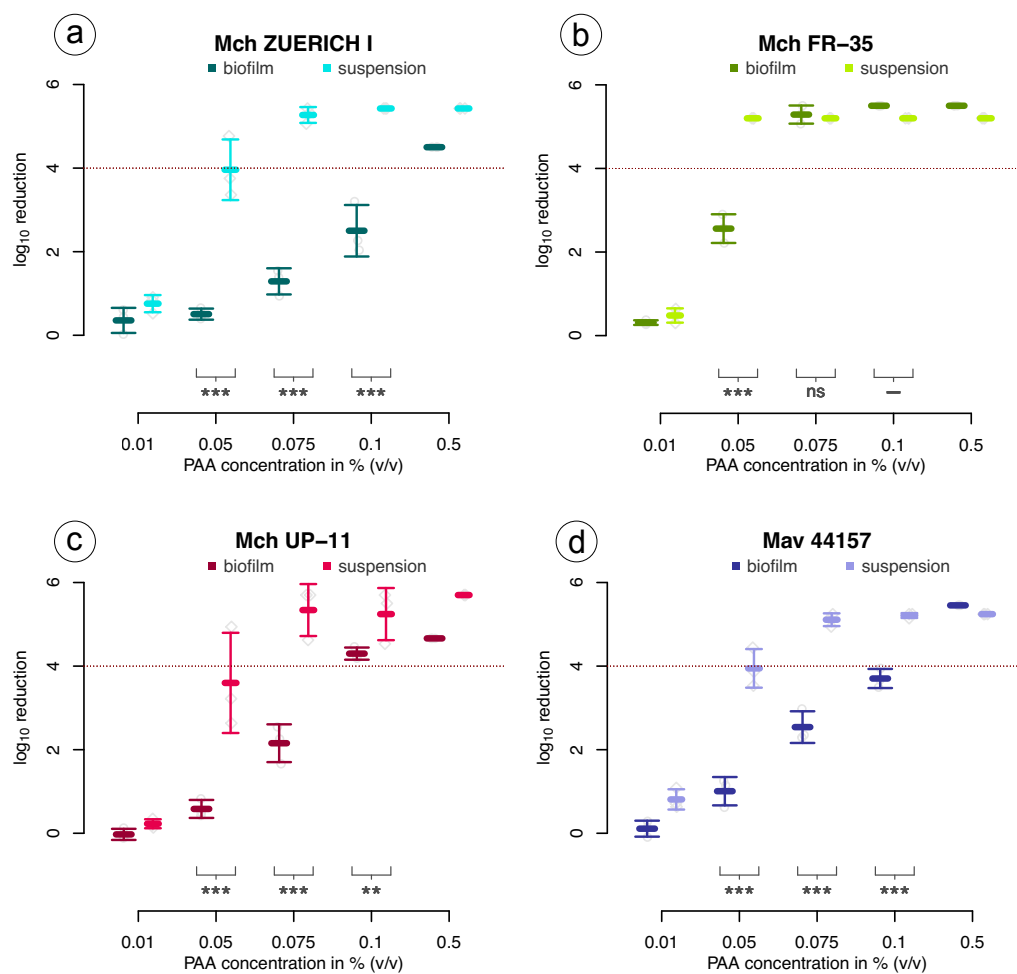 a
Mch ZUERICH I
biofilm suspension
log10 reduction
6
4
2
0
*** *** ***
0.01 0.05 0.075 0.1 0.5
PAA concentration in % (v/v)
b
Mch FR−35
biofilm suspension
log10 reduction
6
4
2
0
*** ns −
0.01 0.05 0.075 0.1 0.5
PAA concentration in % (v/v)
c
Mch UP−11
biofilm suspension
log10 reduction
6
4
2
0
*** *** **
0.01 0.05 0.075 0.1 0.5
PAA concentration in % (v/v)
d
Mav 44157
biofilm suspension
log10 reduction
6
4
2
0
*** *** ***
0.01 0.05 0.075 0.1 0.5
PAA concentration in % (v/v)